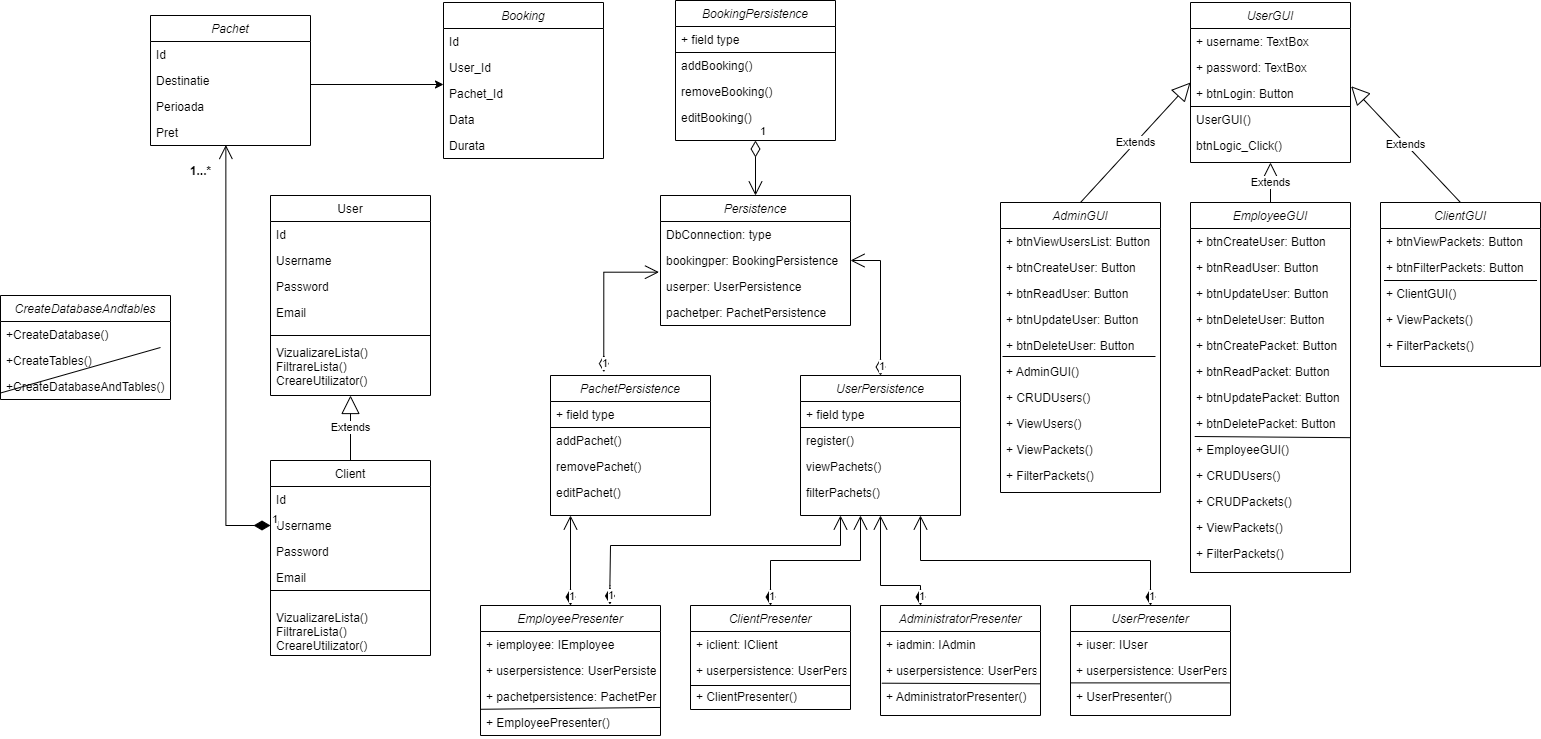 Pachet
Id
Destinatie
Perioada
Pret
1...*
Booking
Id
User_Id
Pachet_Id
Data
Durata
BookingPersistence
+ field type
addBooking()
removeBooking()
editBooking()
1
UserGUI
+ username: TextBox
+ password: TextBox
+ btnLogin: Button
UserGUI()
btnLogic_Click()
Extends
Extends
Extends
User
Id
Username
Password
Email
VizualizareLista()
FiltrareLista()
CreareUtilizator()
Extends
Persistence
DbConnection: type
bookingper: BookingPersistence
userper: UserPersistence
pachetper: PachetPersistence
AdminGUI
+ btnViewUsersList: Button
+ btnCreateUser: Button
+ btnReadUser: Button
+ btnUpdateUser: Button
+ btnDeleteUser: Button
+ AdminGUI()
+ CRUDUsers()
+ ViewUsers()
+ ViewPackets()
+ FilterPackets()
EmployeeGUI
+ btnCreateUser: Button
+ btnReadUser: Button
+ btnUpdateUser: Button
+ btnDeleteUser: Button
+ btnCreatePacket: Button
+ btnReadPacket: Button
+ btnUpdatePacket: Button
+ btnDeletePacket: Button
+ EmployeeGUI()
+ CRUDUsers()
+ CRUDPackets()
+ ViewPackets()
+ FilterPackets()
ClientGUI
+ btnViewPackets: Button
+ btnFilterPackets: Button
+ ClientGUI()
+ ViewPackets()
+ FilterPackets()
CreateDatabaseAndtables
+CreateDatabase()
+CreateTables()
+CreateDatabaseAndTables()
Client
1
Id
Username
Password
Email
VizualizareLista()
FiltrareLista()
CreareUtilizator()
1
PachetPersistence
+ field type
addPachet()
removePachet()
editPachet()
1
UserPersistence
+ field type
register()
viewPachets()
filterPachets()
1
1
EmployeePresenter
+ iemployee: IEmployee
+ userpersistence: UserPersiste
+ pachetpersistence: PachetPer
+ EmployeePresenter()
1
ClientPresenter
+ iclient: IClient
+ userpersistence: UserPers
+ ClientPresenter()
1
AdministratorPresenter
+ iadmin: IAdmin
+ userpersistence: UserPers
+ AdministratorPresenter()
1
UserPresenter
+ iuser: IUser
+ userpersistence: UserPers
+ UserPresenter()